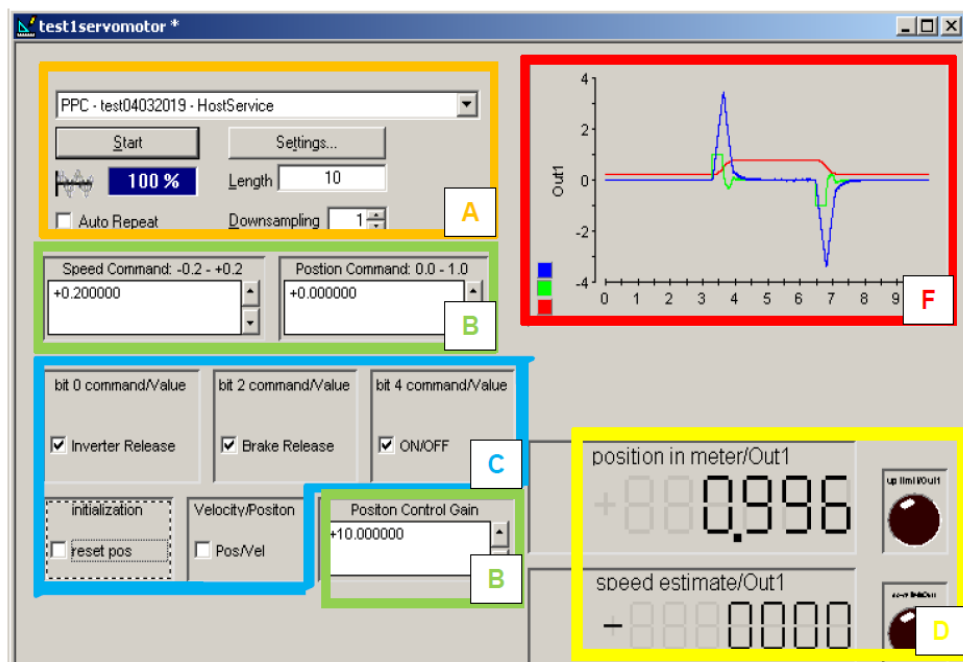 test1servomotor *
PPC - test04032019 - HostService
Start
Settings...
100 %
Length
10
Auto Repeat
Downsampling
1
A
Speed Command: -0.2 - +0.2
Postion Command: 0.0 - 1.0
+0.200000
+0.000000
B
bit 0 command/Value
bit 2 command/Value
bit 4 command/Value
Inverter Release
Brake Release
ON/OFF
C
initialization
Velocity/Positon
reset pos
Pos/Vel
Positon Control Gain
+10.000000
B
4
2
0
-2
-4
Out1
0 1 2 3 4 5 6 7 8 9
F
position in meter/Out1
0.996
up limit/Out1
speed estimate/Out1
- 0000
D